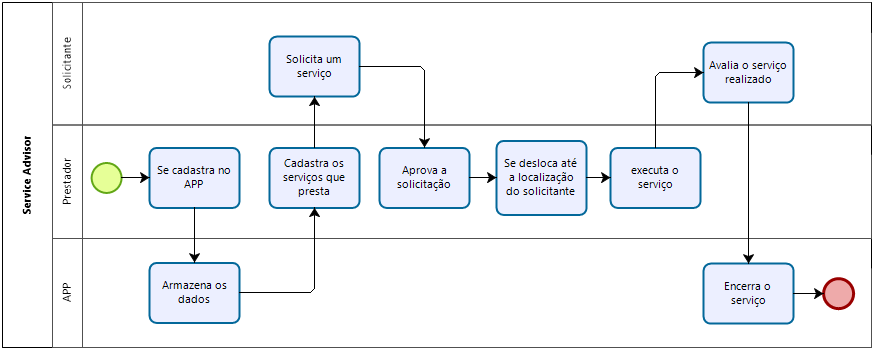 Service Advisor
Solicitante
Solicita um
serviço
Avalia o serviço
realizado
Prestador
Se cadastra no
APP
Cadastra os
serviços que
presta
Aprova a
solicitação
Se desloca até
a localização
do solicitante
executa o
serviço
APP
Armazena os
dados
Encerra o
serviço